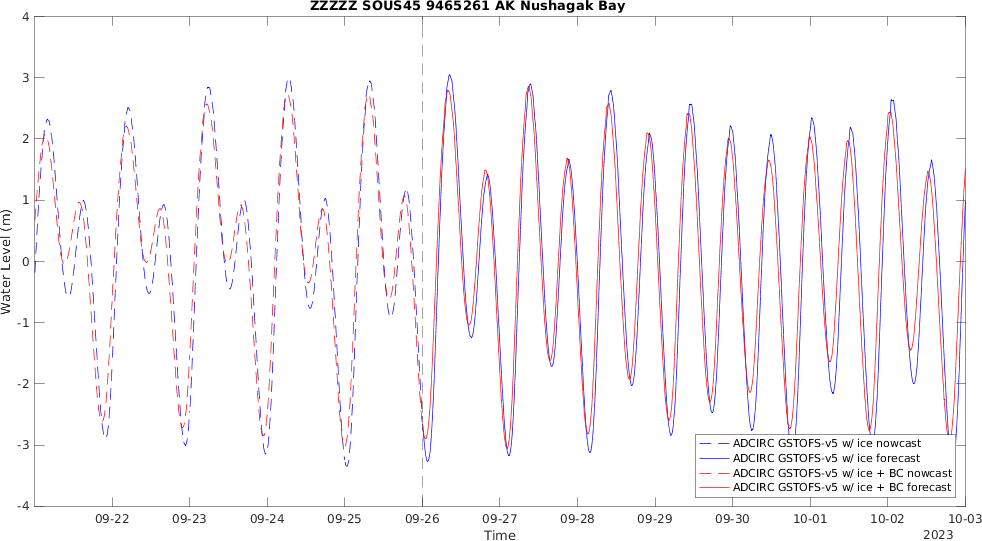 ZZZZZ SOUS45 9465261 AK Nushagak Bay
4
3
2
1
0
-1
-2
-3
-4
Water Level (m)
ADCIRC GSTOFS-v5 w/ ice nowcast
ADCIRC GSTOFS-v5 w/ ice forecast
ADCIRC GSTOFS-v5 w/ ice + BC nowcast
ADCIRC GSTOFS-v5 w/ ice + BC forecast
09-22 09-23 09-24 09-25 09-26 09-27 09-28 09-29 09-30 10-01 10-02 10-03
Time
2023